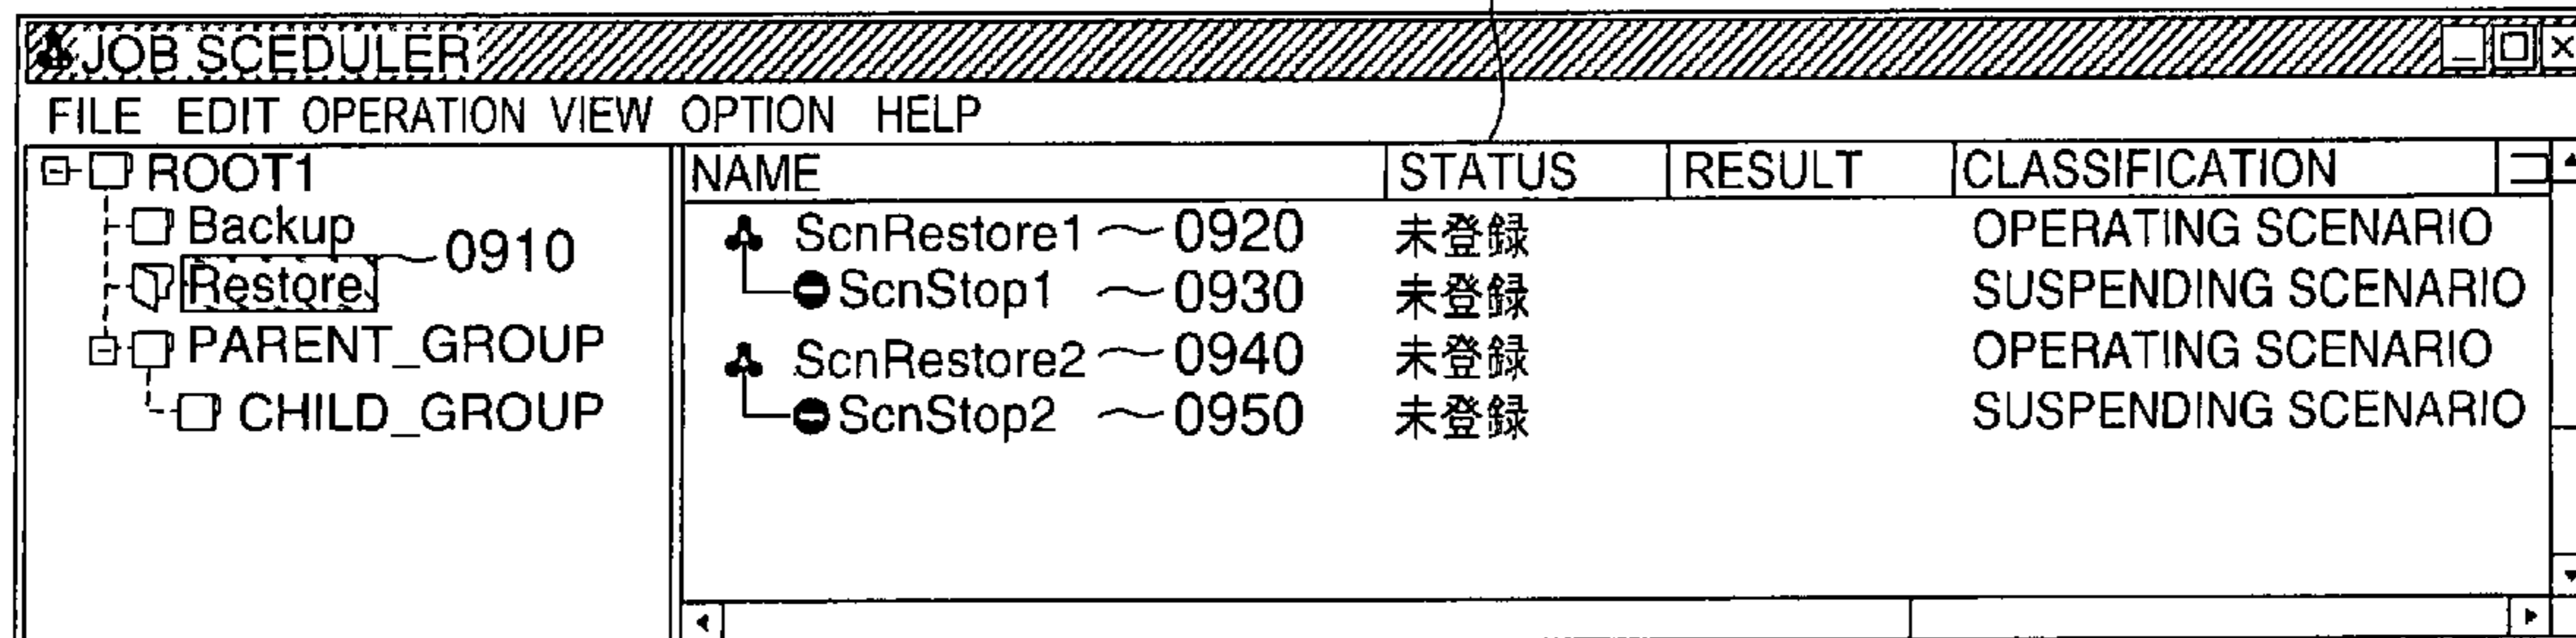 JOB SCEDULER
FILE EDIT OPERATION VIEW OPTION HELP
ROOT1
Backup
0910
Restore
PARENT_GROUP
CHILD_GROUP
NAME STATUS RESULT CLASSIFICATION
ScnRestore1 0920 未登録 OPERATING SCENARIO
ScnStop1 0930 未登録 SUSPENDING SCENARIO
ScnRestore2 0940 未登録 OPERATING SCENARIO
ScnStop2 0950 未登録 SUSPENDING SCENARIO